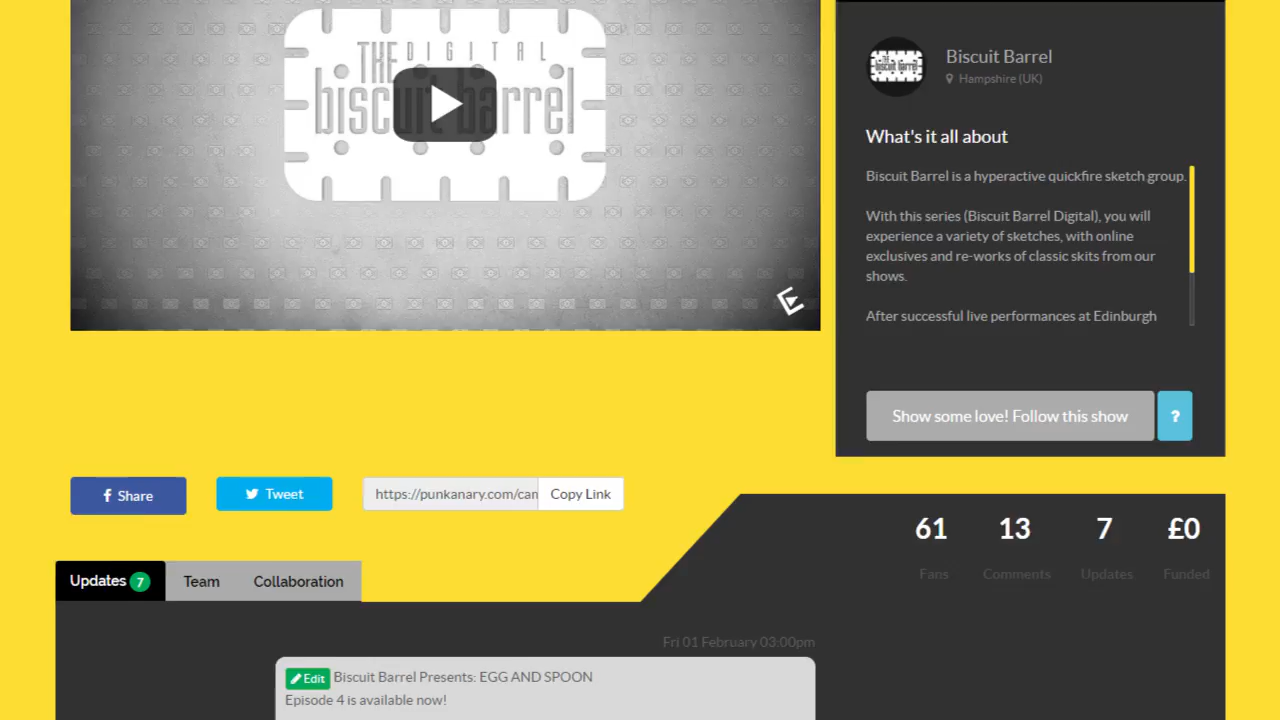 THE DIGITAL
biscuit barrel
Biscuit Barrel
Hampshire (UK)
What's it all about
Biscuit Barrel is a hyperactive quickfire sketch group.
With this series (Biscuit Barrel Digital), you will
experience a variety of sketches, with online
exclusives and re-works of classic skits from our
shows.
After successful live performances at Edinburgh
Show some love! Follow this show ?
Share
Tweet
https://punkanary.com/cam Copy Link
61 13 7 £0
Fans Comments Updates Funded
Updates 7 Team Collaboration
Fri 01 February 03:00pm
Edit Biscuit Barrel Presents: EGG AND SPOON
Episode 4 is available now!